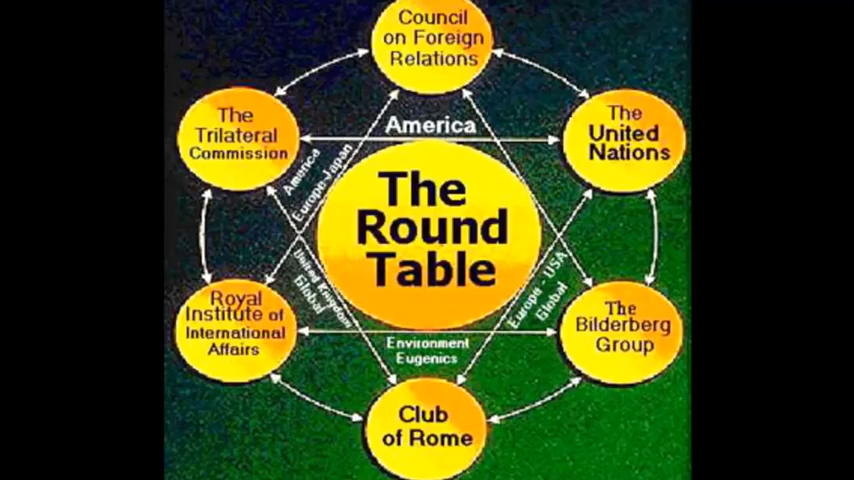 Council
on Foreign
Relations
The
Trilateral
Commission
America
The
United
Nations
America
Europe-Japan
The
Round
Table
United Kingdom
Global
Europe - USA
Global
Royal
Institute of
International
Affairs
Environment
Eugenics
The
Bilderberg
Group
Club
of Rome